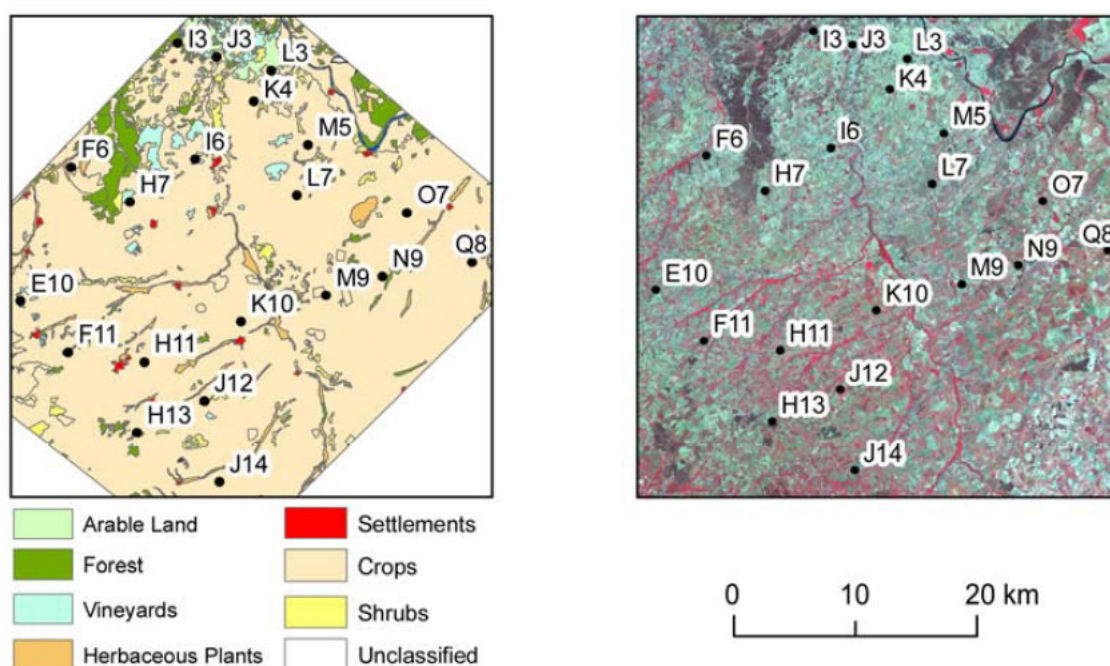 I3
J3
L3
K4
M5
F6
I6
H7
L7
O7
Q8
N9
M9
E10
K10
F11
H11
J12
H13
J14
I3
J3
L3
K4
M5
F6
I6
H7
L7
O7
Q8
N9
M9
E10
K10
F11
H11
J12
H13
J14
Arable Land
Settlements
Forest
Crops
Vineyards
Shrubs
Herbaceous Plants
Unclassified
0 10 20 km